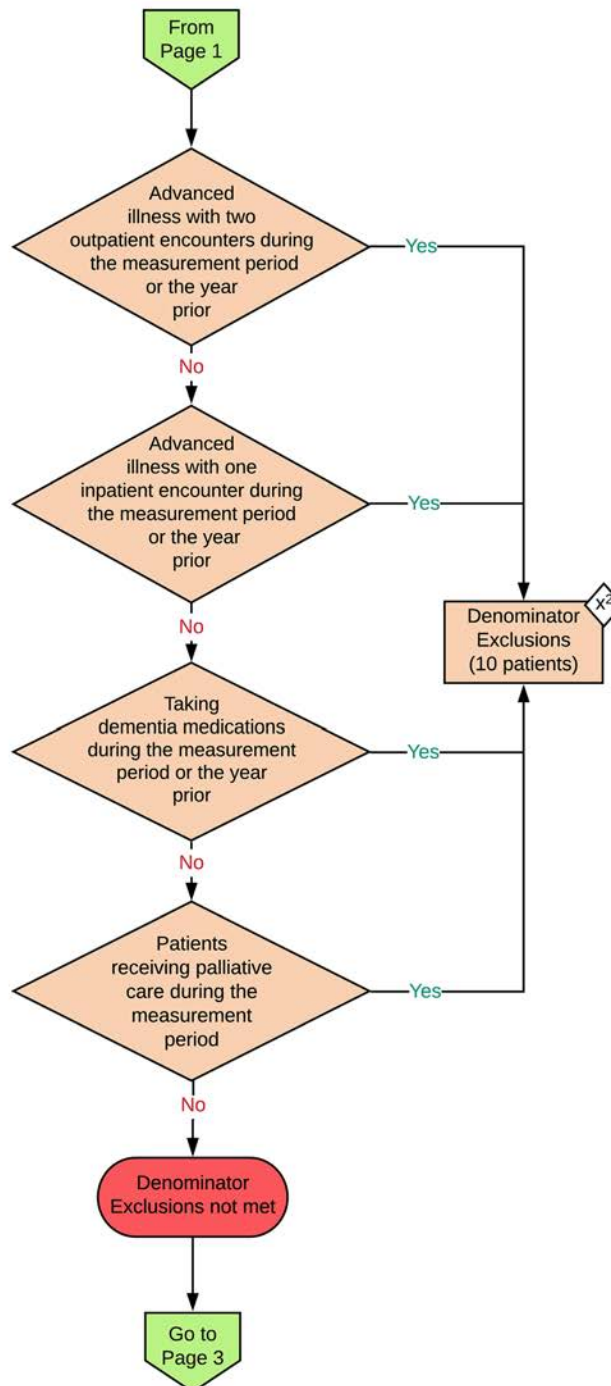 From
Page 1
Advanced
illness with two
outpatient encounters during
the measurement period
or the year
prior
Yes
No
Advanced
illness with one
inpatient encounter during
the measurement period
or the year
prior
Yes
x²
Denominator
Exclusions
(10 patients)
No
Taking
dementia medications
during the measurement
period or the year
prior
Yes
No
Patients
receiving palliative
care during the
measurement
period
Yes
No
Denominator
Exclusions not met
Go to
Page 3